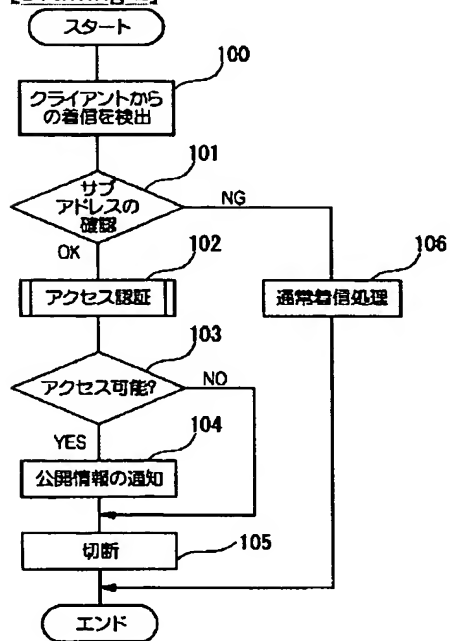 スタート
100
クライアントから
の着信を検出
101
サブ
アドレスの
確認
NG
OK
102
106
アクセス認証
通常着信処理
103
アクセス可能?
NO
YES
104
公開情報の通知
切断
105
エンド